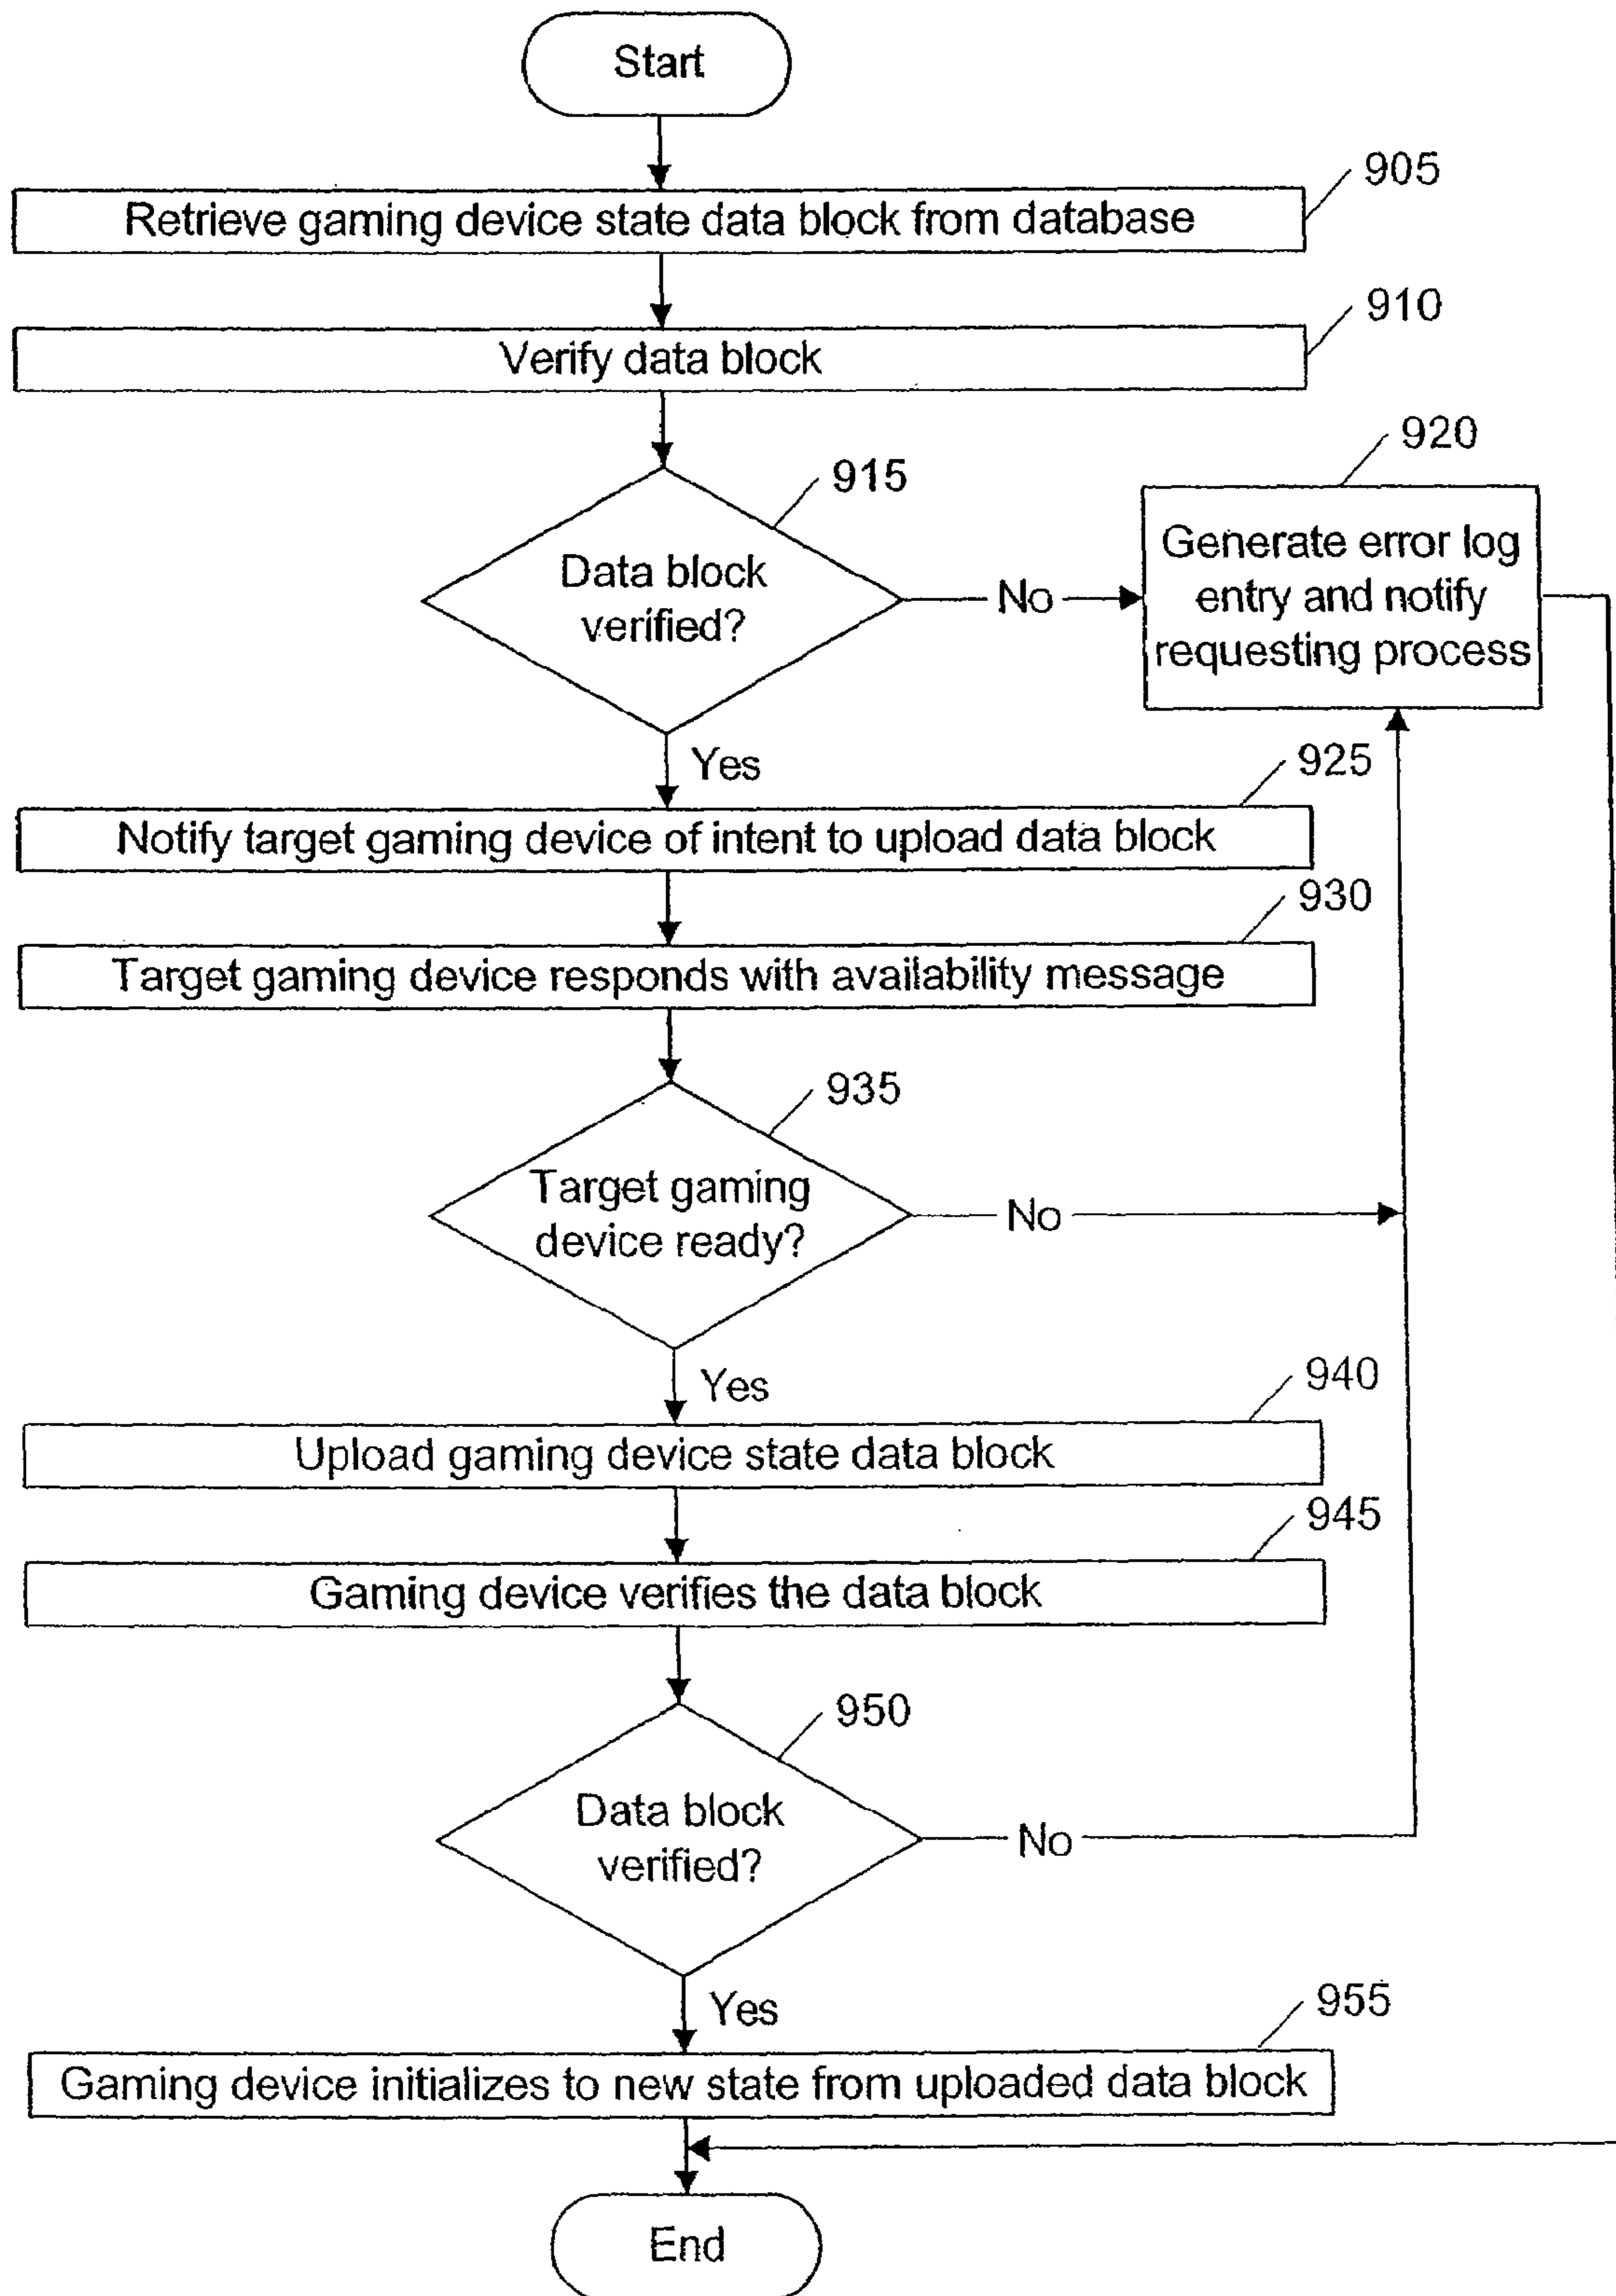 Start
905
Retrieve gaming device state data block from database
910
Verify data block
915
Data block
verified?
No
920
Generate error log
entry and notify
requesting process
Yes
925
Notify target gaming device of intent to upload data block
930
Target gaming device responds with availability message
935
Target gaming
device ready?
No
Yes
940
Upload gaming device state data block
945
Gaming device verifies the data block
950
Data block
verified?
No
Yes
955
Gaming device initializes to new state from uploaded data block
End